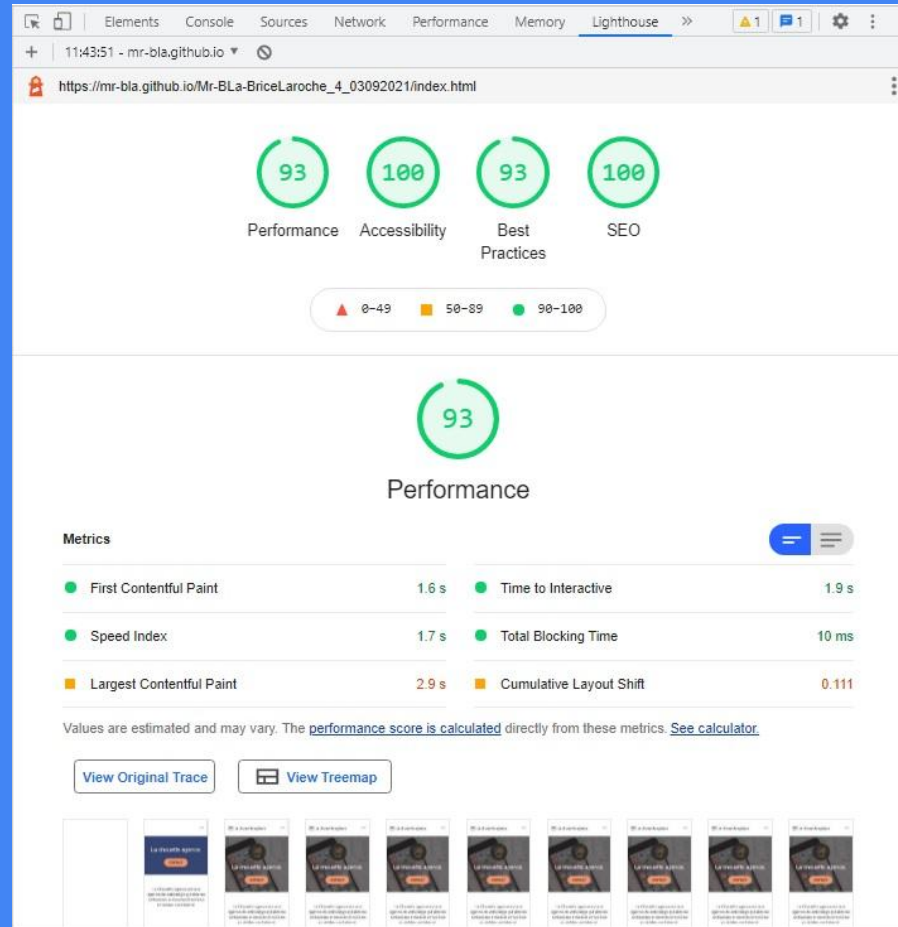 Elements Console Sources Network Performance Memory Lighthouse » 1 1
+ 11:43:51 - mr-bla.github.io ▼
https://mr-bla.github.io/Mr-BLa-BriceLaroche_4_03092021/index.html
93 100 93 100
Performance Accessibility Best Practices SEO
0–49 50–89 90–100
93
Performance
Metrics
First Contentful Paint 1.6 s Time to Interactive 1.9 s
Speed Index 1.7 s Total Blocking Time 10 ms
Largest Contentful Paint 2.9 s Cumulative Layout Shift 0.111
Values are estimated and may vary. The performance score is calculated directly from these metrics. See calculator.
View Original Trace View Treemap